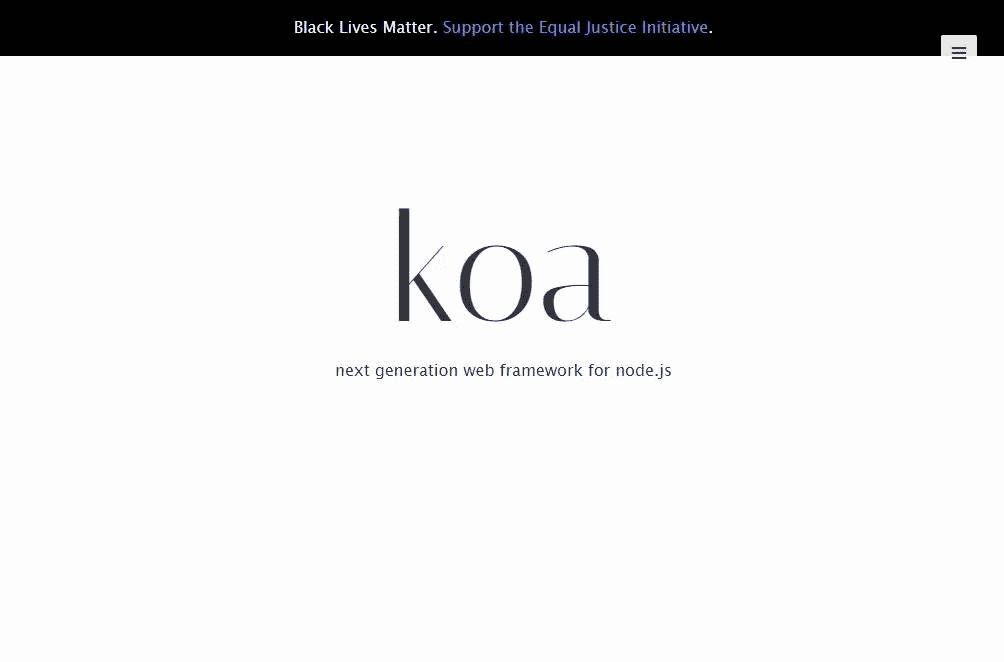 Black Lives Matter. Support the Equal Justice Initiative.
koa
next generation web framework for node.js